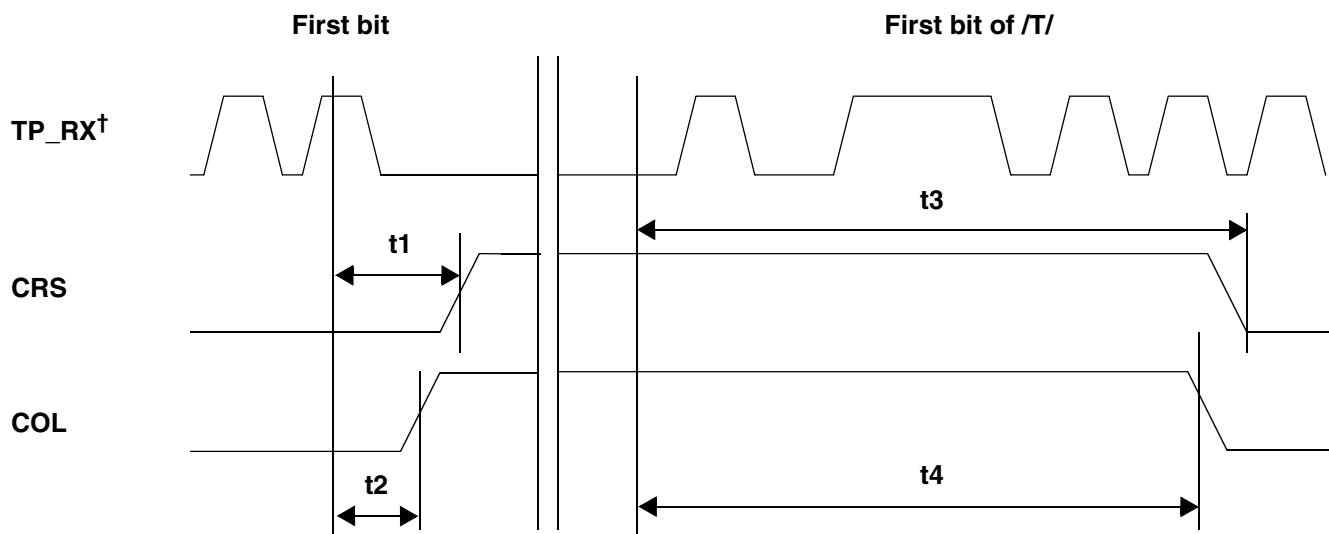 First bit
First bit of /T/
TP_RX†
t3
t1
CRS
COL
t4
t2